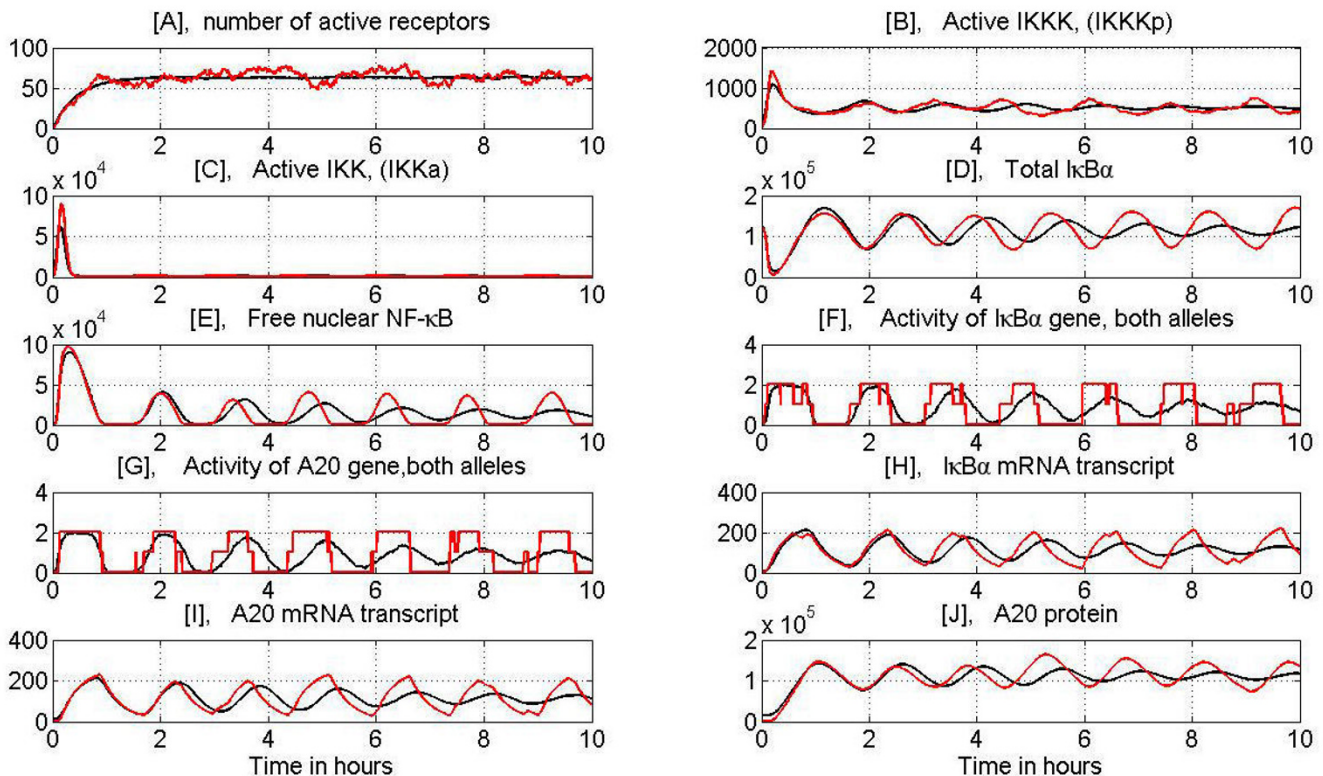 [A], number of active receptors
100
50
0
0 2 4 6 8 10
[B], Active IKKK, (IKKKp)
2000
1000
0
0 2 4 6 8 10
[C], Active IKK, (IKKa)
x 10^4
10
5
0
0 2 4 6 8 10
[D], Total IκBα
x 10^5
2
1
0
0 2 4 6 8 10
[E], Free nuclear NF-κB
x 10^4
10
5
0
0 2 4 6 8 10
[F], Activity of IκBα gene, both alleles
4
2
0
0 2 4 6 8 10
[G], Activity of A20 gene,both alleles
4
2
0
0 2 4 6 8 10
[H], IκBα mRNA transcript
400
200
0
0 2 4 6 8 10
[I], A20 mRNA transcript
400
200
0
0 2 4 6 8 10
Time in hours
[J], A20 protein
x 10^5
2
1
0
0 2 4 6 8 10
Time in hours